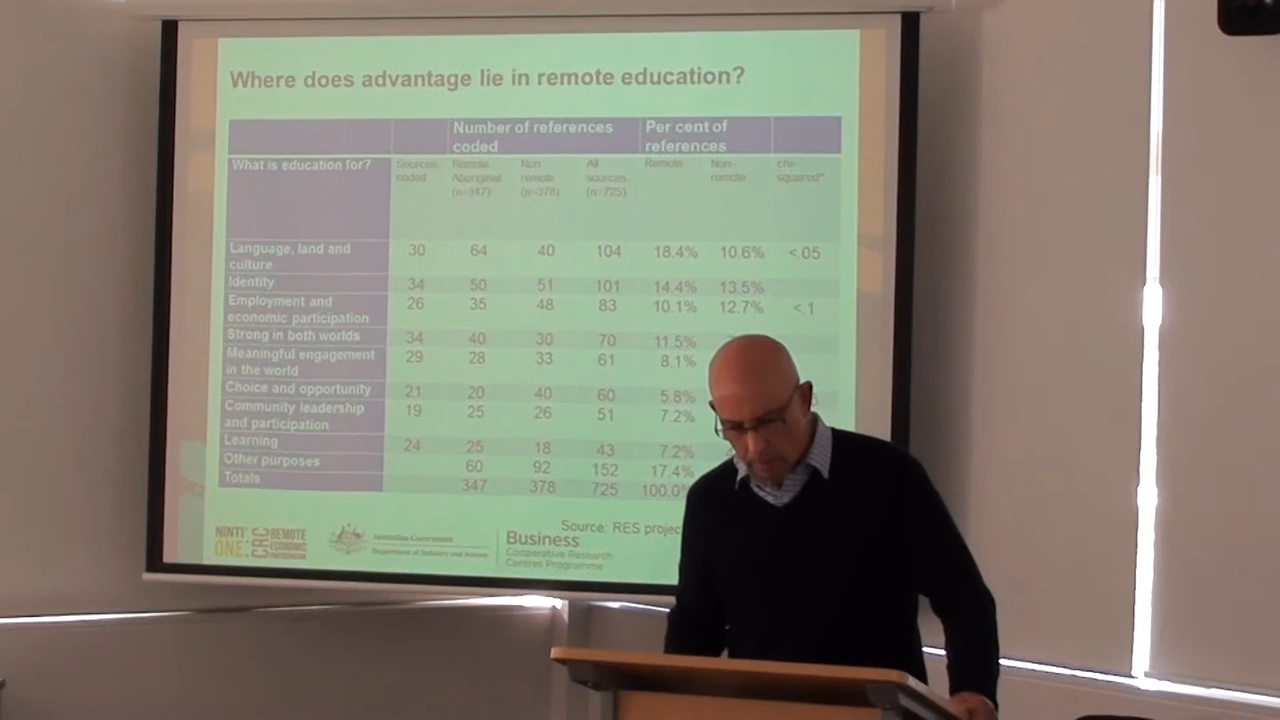 Where does advantage lie in remote education?
Number of references coded Per cent of references
What is education for? Sources coded Remote Aboriginal (n=347) Non remote (n=378) All sources (n=725) Remote Non-remote chi-squared*
Language, land and culture 30 64 40 104 18.4% 10.6% <.05
Identity 34 50 51 101 14.4% 13.5%
Employment and economic participation 26 35 48 83 10.1% 12.7% <.1
Strong in both worlds 34 40 30 70 11.5%
Meaningful engagement in the world 29 28 33 61 8.1%
Choice and opportunity 21 20 40 60 5.8%
Community leadership and participation 19 25 26 51 7.2%
Learning 24 25 18 43 7.2%
Other purposes 60 92 152 17.4%
Totals 347 378 725 100.0%
Source: RES
NINTI ONE CRC REMOTE ECONOMIC PARTICIPATION
Australian Government
Department of Industry and Science
Business
Cooperative Research
Centres Programme